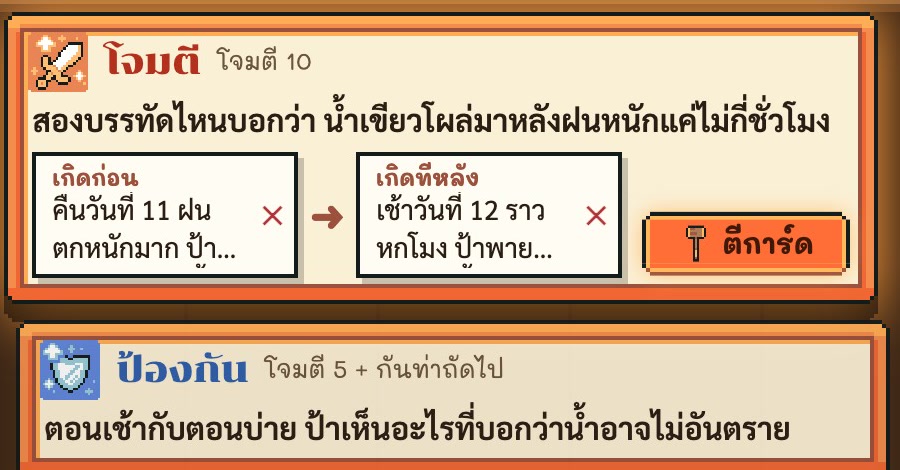 โจมตี โจมตี 10
สองบรรทัดไหนบอกว่า น้ำเขียวโผล่มาหลังฝนหนักแค่ไม่กี่ชั่วโมง
เกิดก่อน
คืนวันที่ 11 ฝน
ตกหนักมาก ป้า...
เกิดทีหลัง
เช้าวันที่ 12 ราว
หกโมง ป้าพาย...
ตีการ์ด
ป้องกัน โจมตี 5 + กันท่าถัดไป
ตอนเช้ากับตอนบ่าย ป้าเห็นอะไรที่บอกว่าน้ำอาจไม่อันตราย